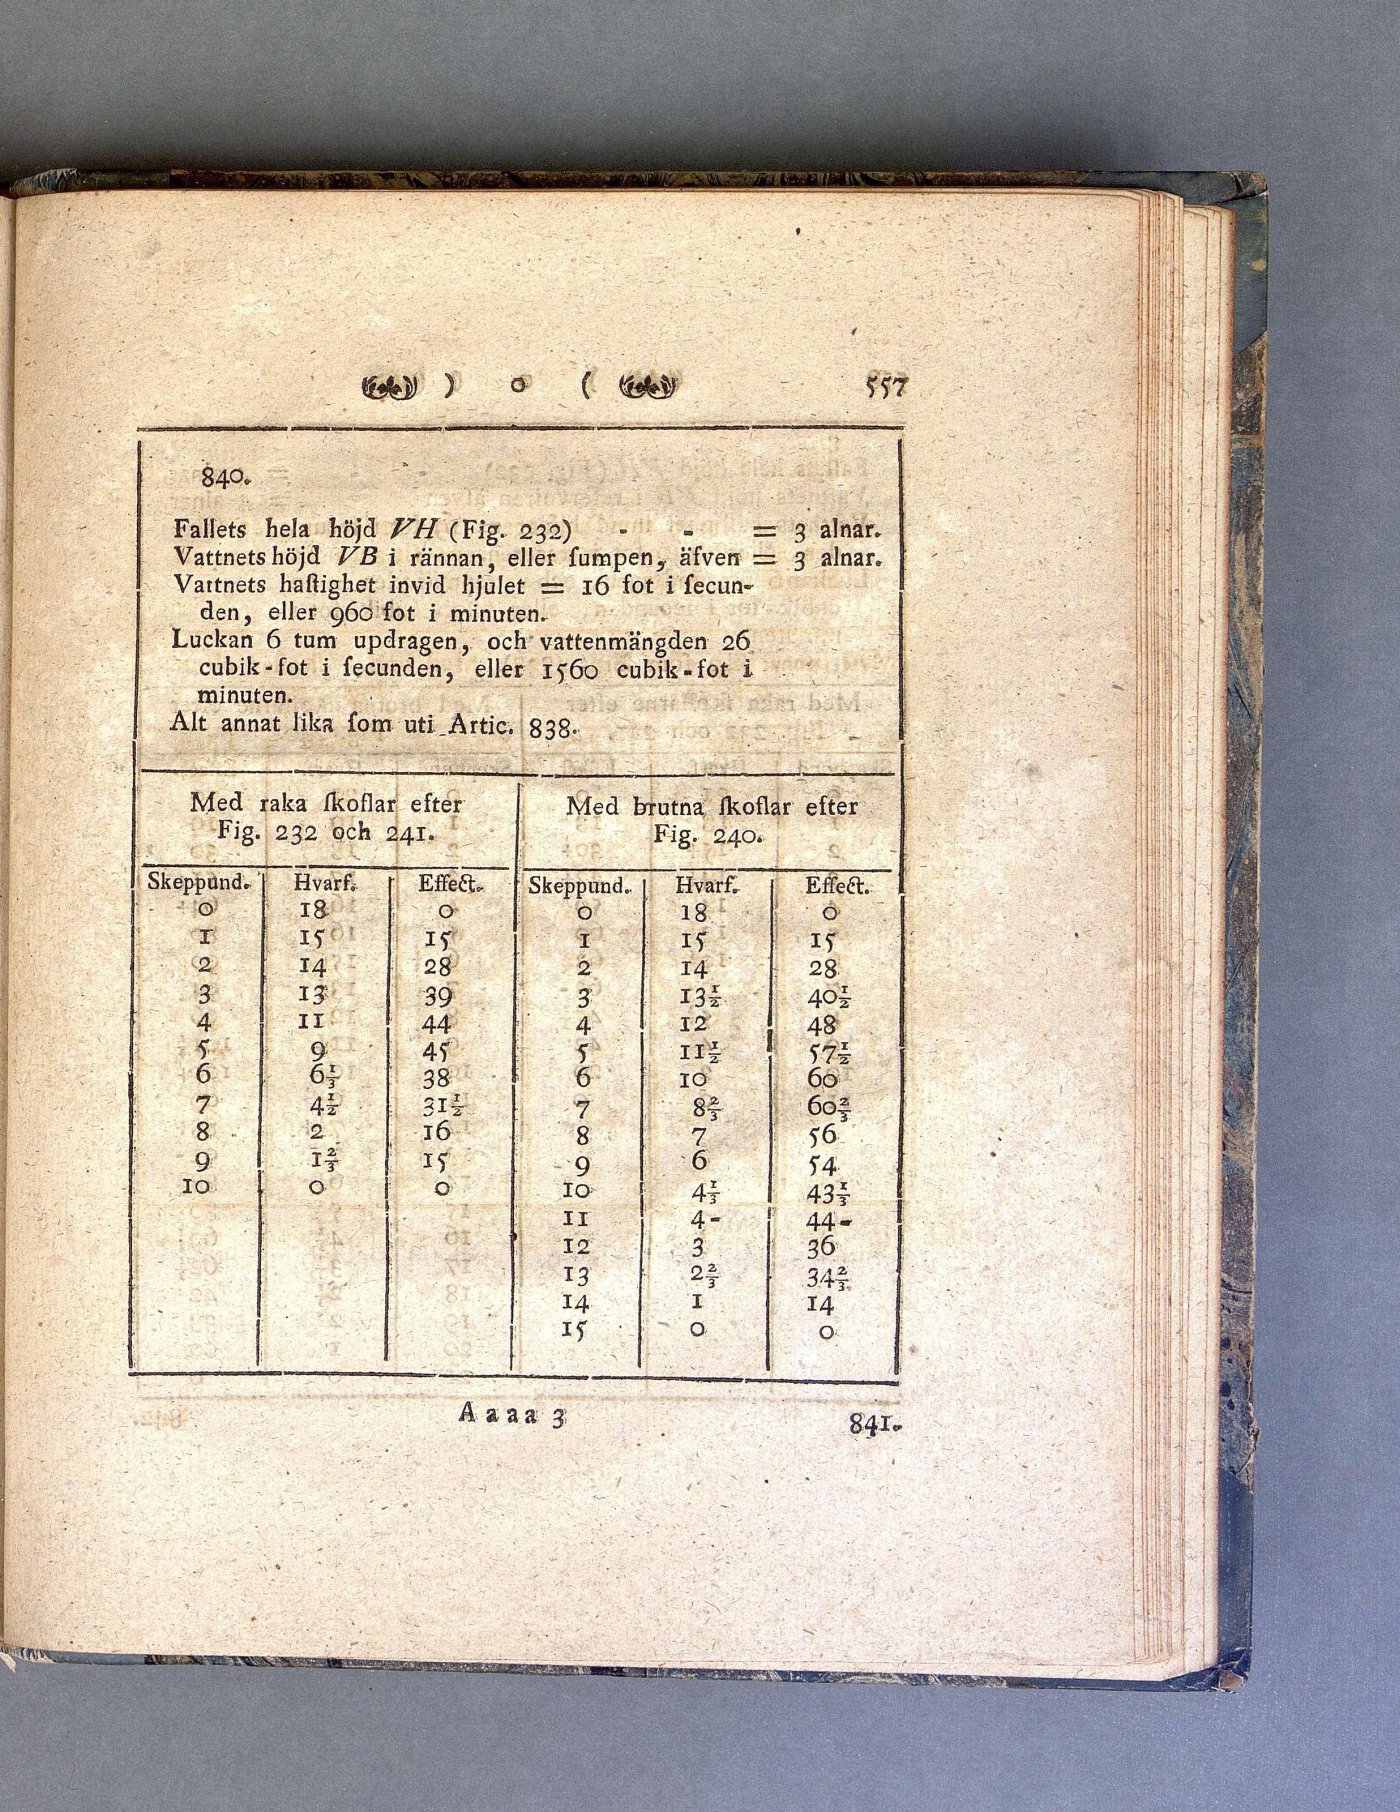 ) o ( 557
840.
Fallets hela höjd VH (Fig. 232) - - = 3 alnar.
Vattnets höjd VB i rännan, eller ſumpen, äfven = 3 alnar.
Vattnets haſtighet invid hjulet = 16 fot i ſecun-
den, eller 960 fot i minuten.
Luckan 6 tum updragen, och vattenmängden 26
cubik-fot i ſecunden, eller 1560 cubik-fot i
minuten.
Alt annat lika ſom uti Artic. 838.
Med raka ſkoflar efter
Fig. 232 och 241.
Skeppund. Hvarf. Effect.
0 18 0
1 15 15
2 14 28
3 13 39
4 11 44
5 9 45
6 6⅓ 38
7 4½ 31½
8 2 16
9 1⅔ 15
10 0 0
Med brutna ſkoflar efter
Fig. 240.
Skeppund. Hvarf. Effect.
0 18 0
1 15 15
2 14 28
3 13½ 40½
4 12 48
5 11½ 57½
6 10 60
7 8⅔ 60⅔
8 7 56
9 6 54
10 4⅓ 43⅓
11 4- 44-
12 3 36
13 2⅔ 34⅔
14 1 14
15 0 0
Aaaa 3 841.